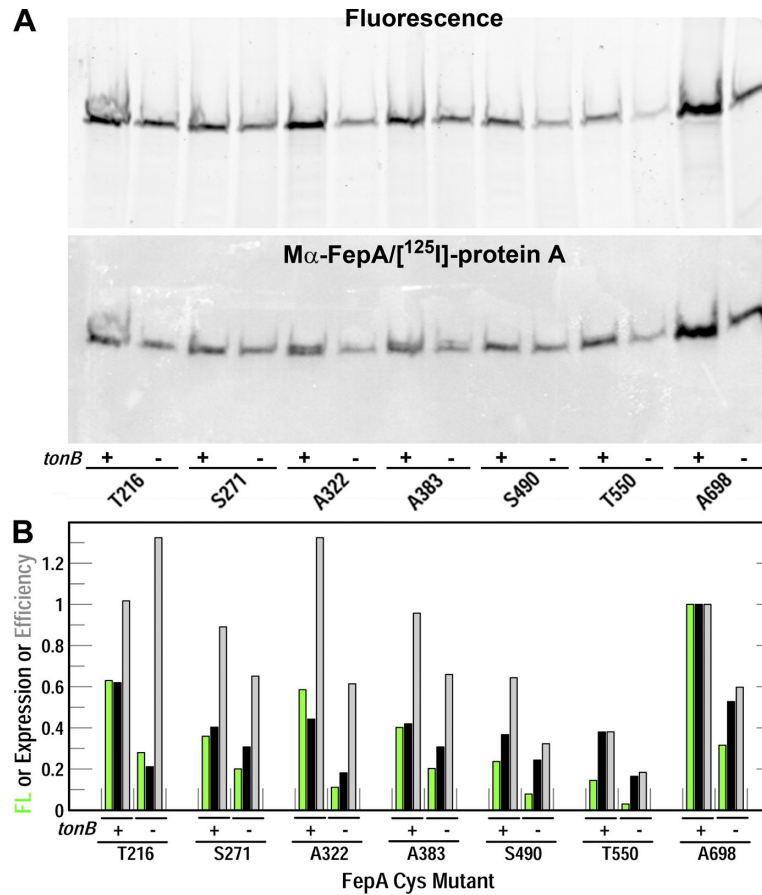 A
Fluorescence
Mα-FepA/[¹²⁵I]-protein A
tonB + - + - + - + - + - + - + -
T216 S271 A322 A383 S490 T550 A698
B
FL or Expression or Efficiency
1.2
1
0.8
0.6
0.4
0.2
0
tonB + - + - + - + - + - + - + -
T216 S271 A322 A383 S490 T550 A698
FepA Cys Mutant